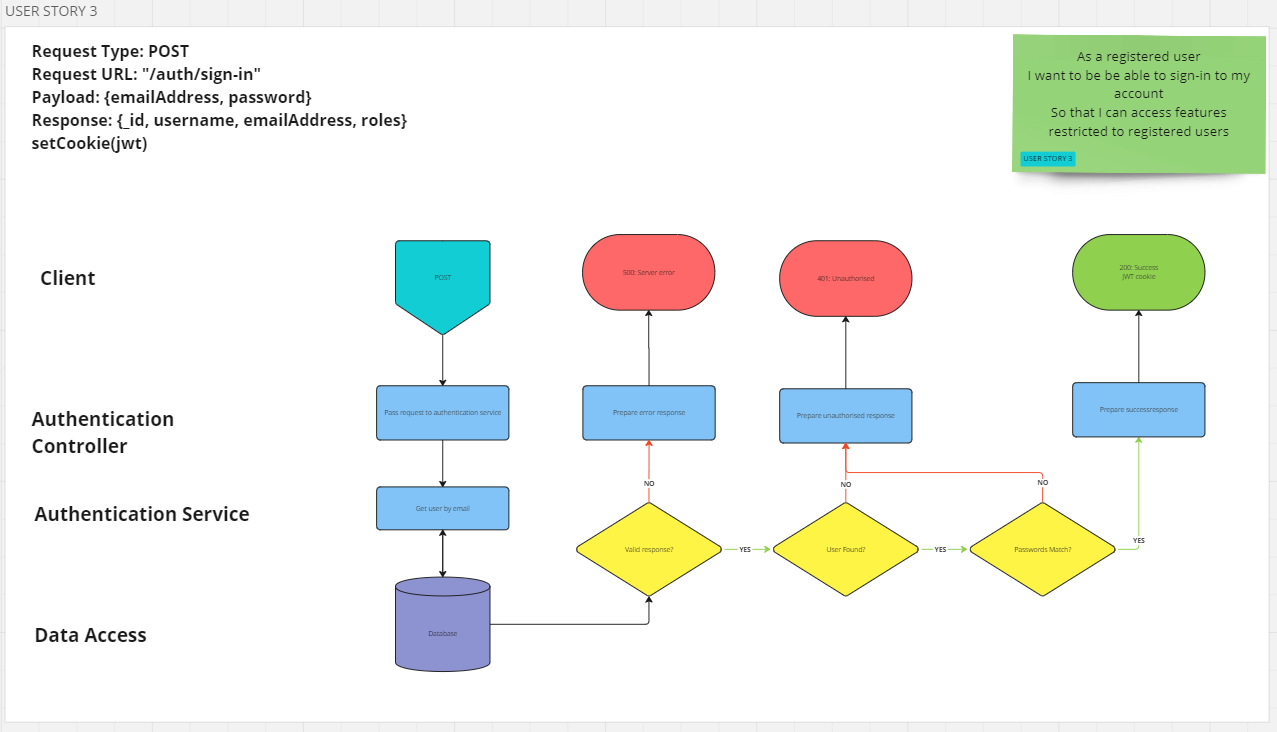 USER STORY 3
Request Type: POST
Request URL: "/auth/sign-in"
Payload: {emailAddress, password}
Response: {_id, username, emailAddress, roles}
setCookie(jwt)
As a registered user
I want to be be able to sign-in to my
account
So that I can access features
restricted to registered users
USER STORY 3
Client
POST
500: Server error
401: Unauthorised
200: Success
JWT cookie
Authentication
Controller
Pass request to authentication service
Prepare error response
Prepare unauthorised response
Prepare successresponse
NO
NO
NO
Authentication Service
Get user by email
Valid response?
YES
User Found?
YES
Passwords Match?
YES
Data Access
Database